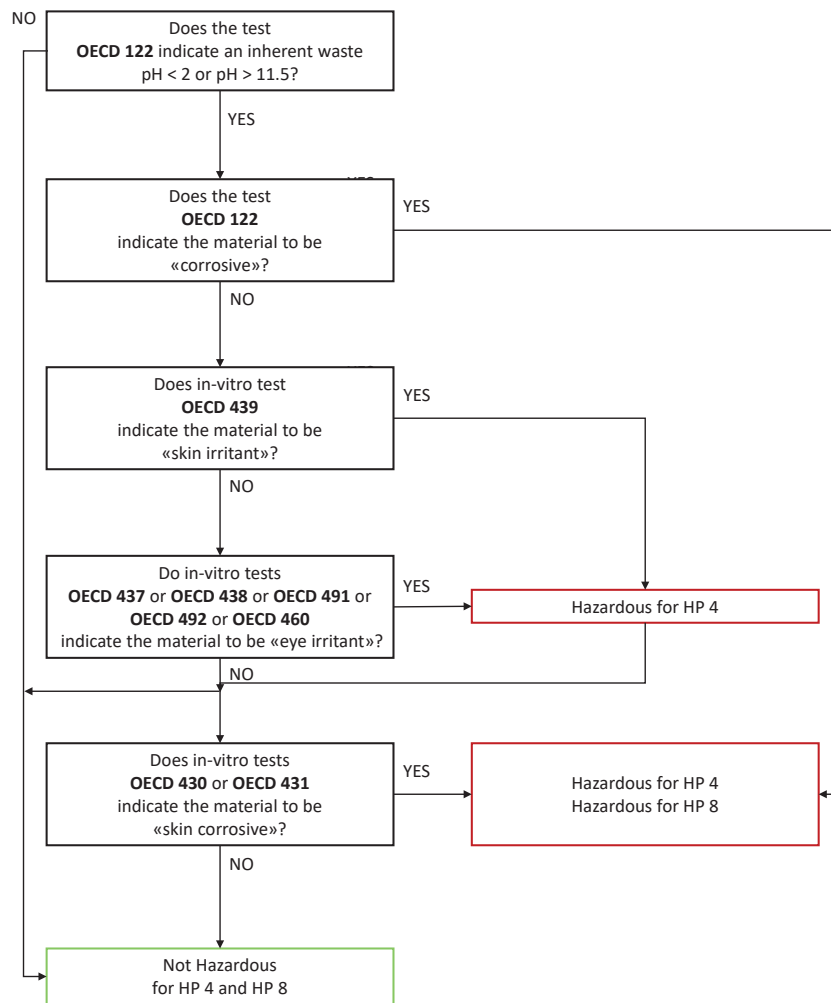 NO
Does the test
OECD 122 indicate an inherent waste
pH < 2 or pH > 11.5?
YES
Does the test
OECD 122
indicate the material to be
«corrosive»?
YES
NO
Does in-vitro test
OECD 439
indicate the material to be
«skin irritant»?
YES
NO
Do in-vitro tests
OECD 437 or OECD 438 or OECD 491 or
OECD 492 or OECD 460
indicate the material to be «eye irritant»?
YES
Hazardous for HP 4
NO
Does in-vitro tests
OECD 430 or OECD 431
indicate the material to be
«skin corrosive»?
YES
Hazardous for HP 4
Hazardous for HP 8
NO
Not Hazardous
for HP 4 and HP 8